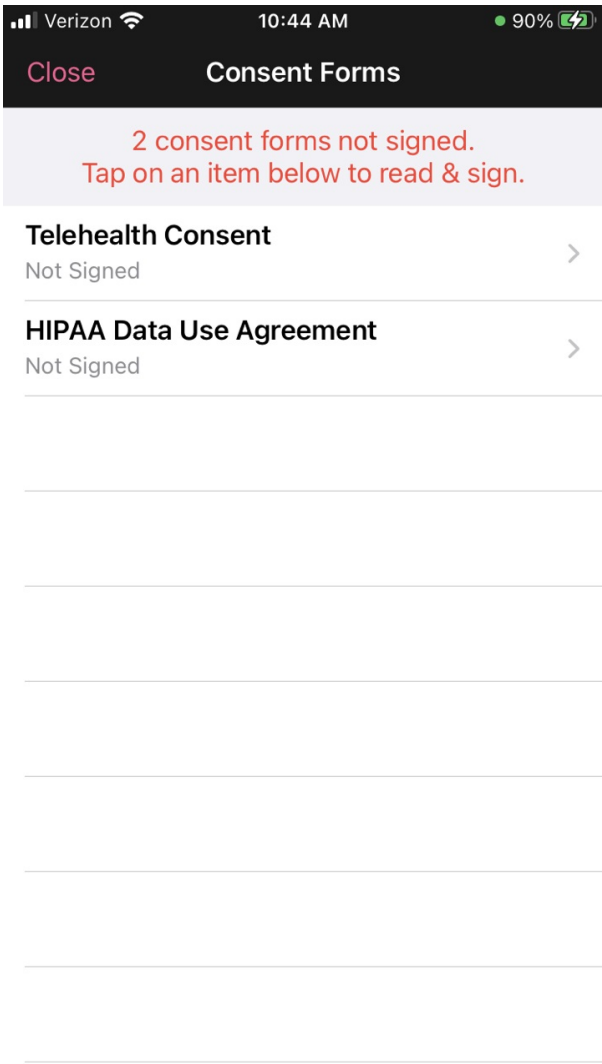 Verizon 10:44 AM 90%
Close Consent Forms
2 consent forms not signed.
Tap on an item below to read & sign.
Telehealth Consent
Not Signed
HIPAA Data Use Agreement
Not Signed